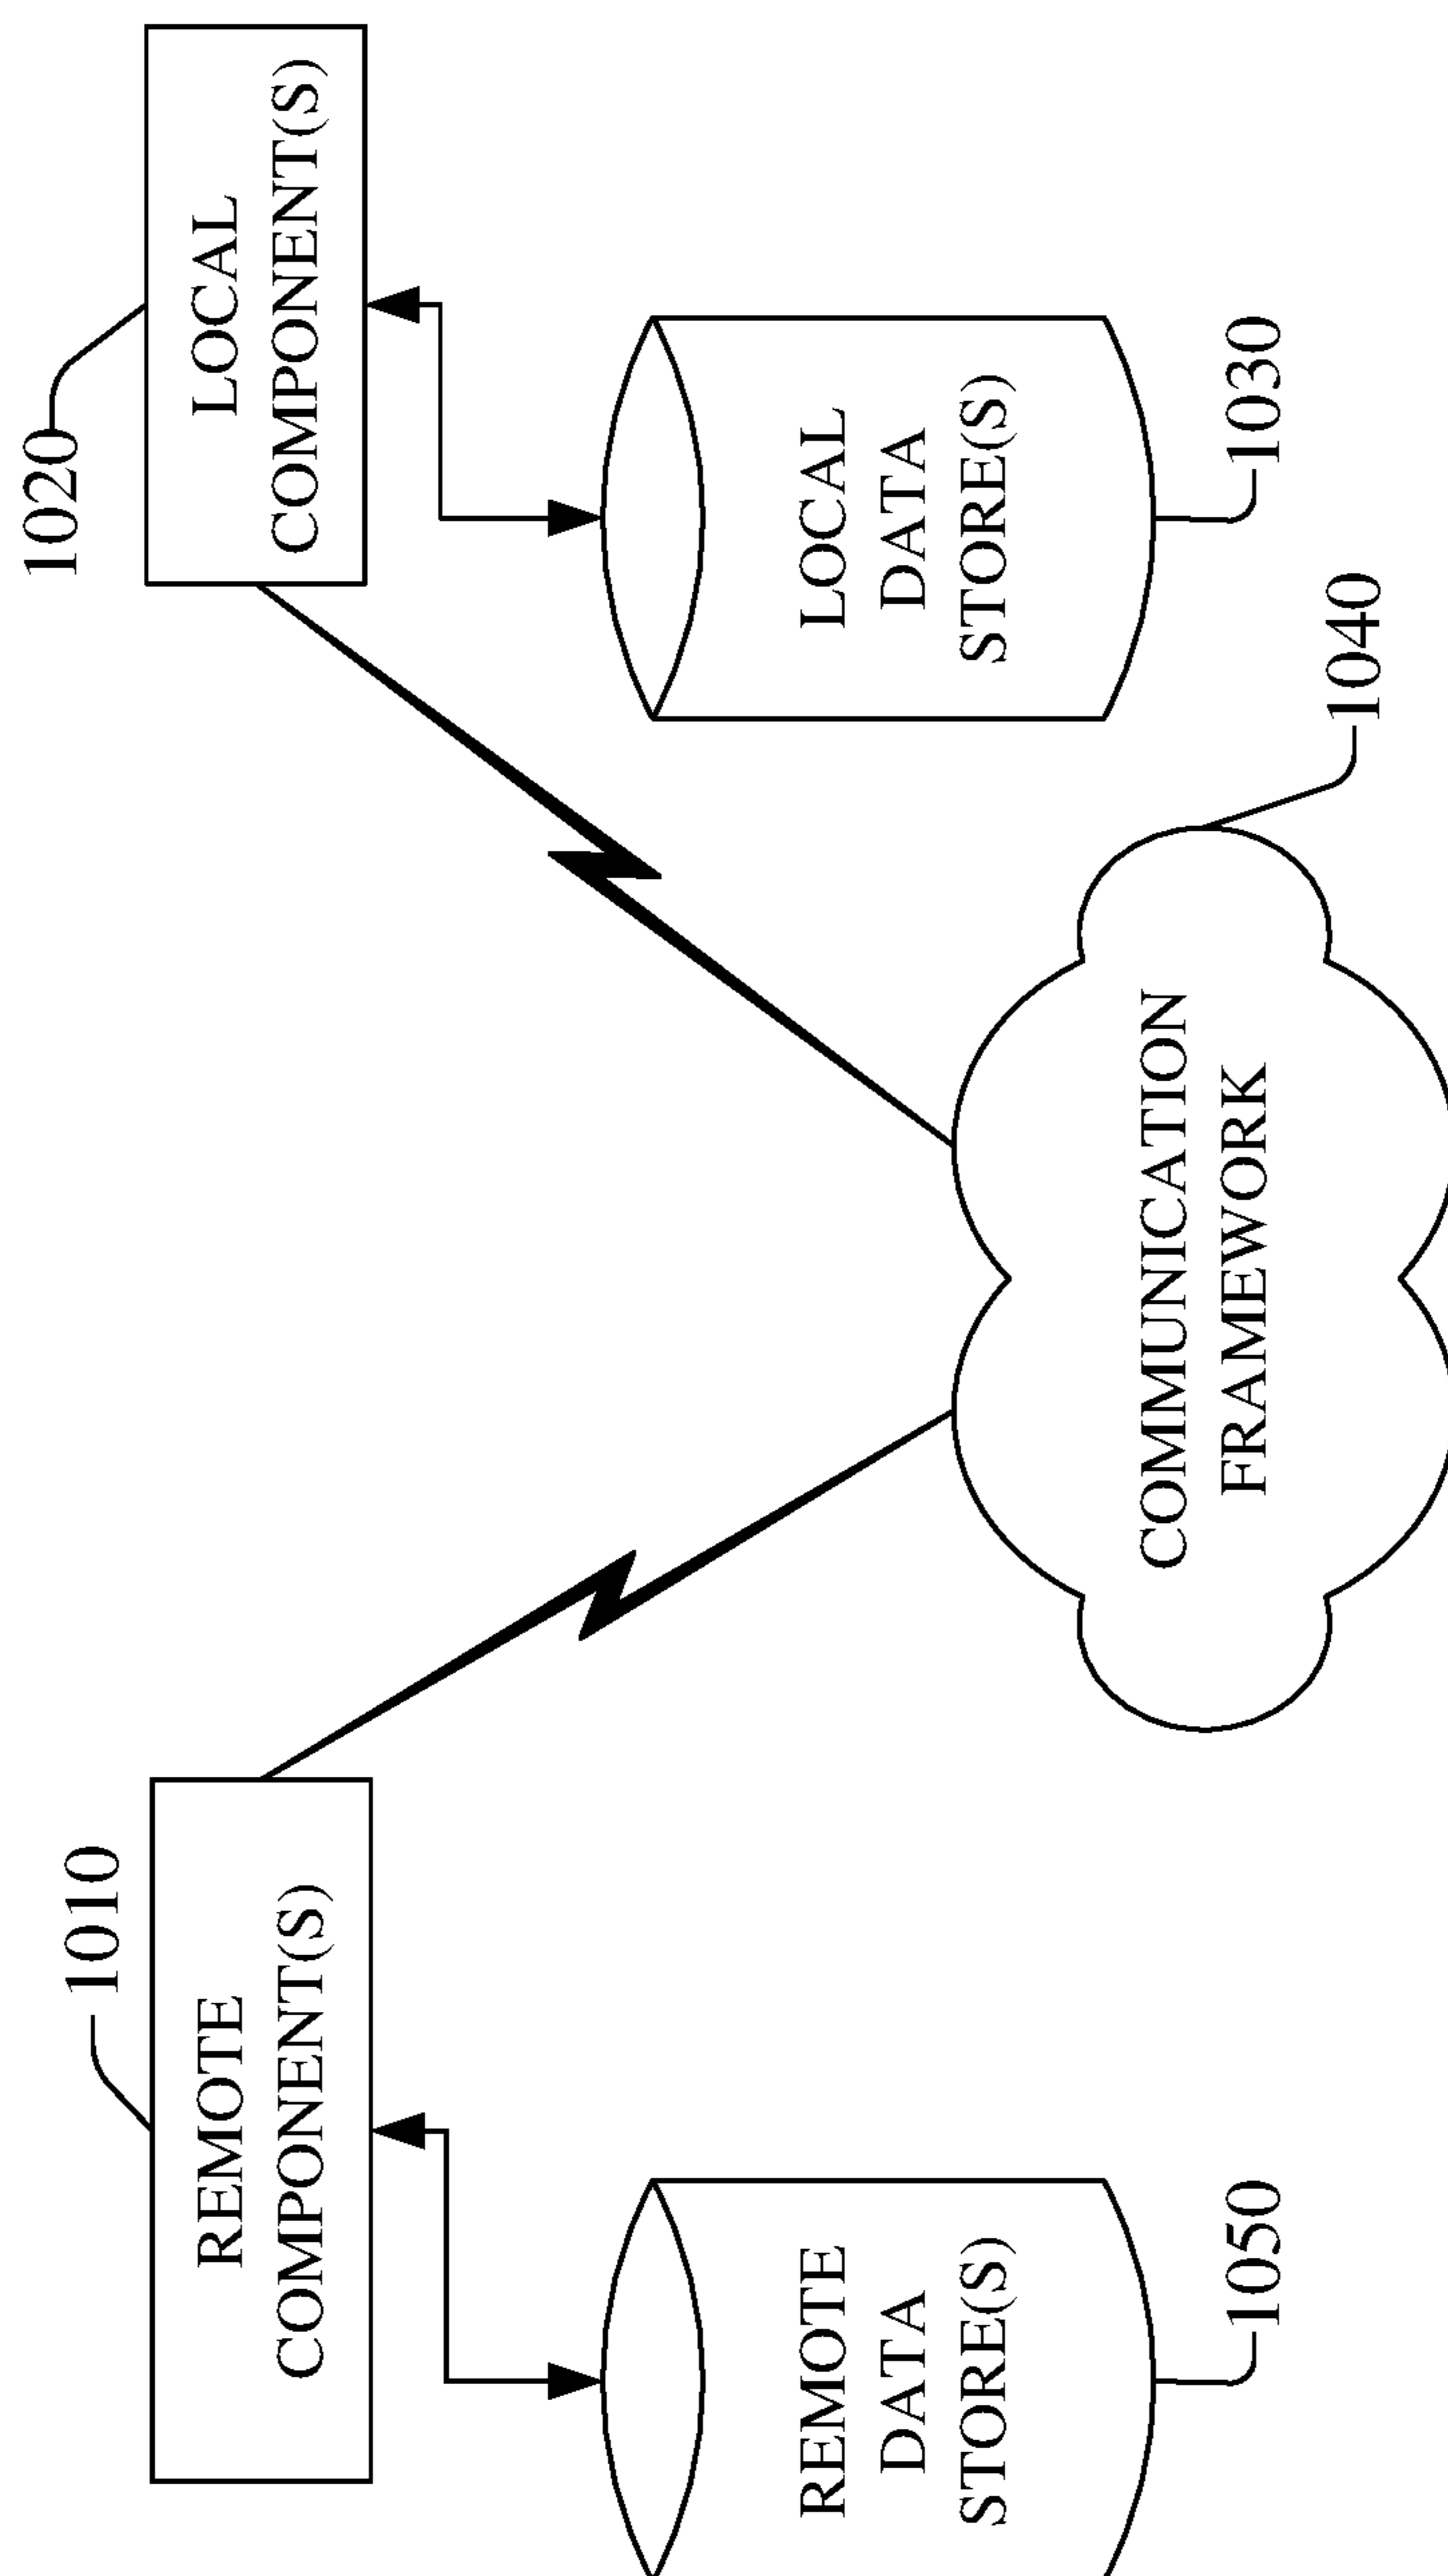 1010
REMOTE
COMPONENT(S)
1020
LOCAL
COMPONENT(S)
REMOTE
DATA
STORE(S)
1050
LOCAL
DATA
STORE(S)
1030
COMMUNICATION
FRAMEWORK
1040